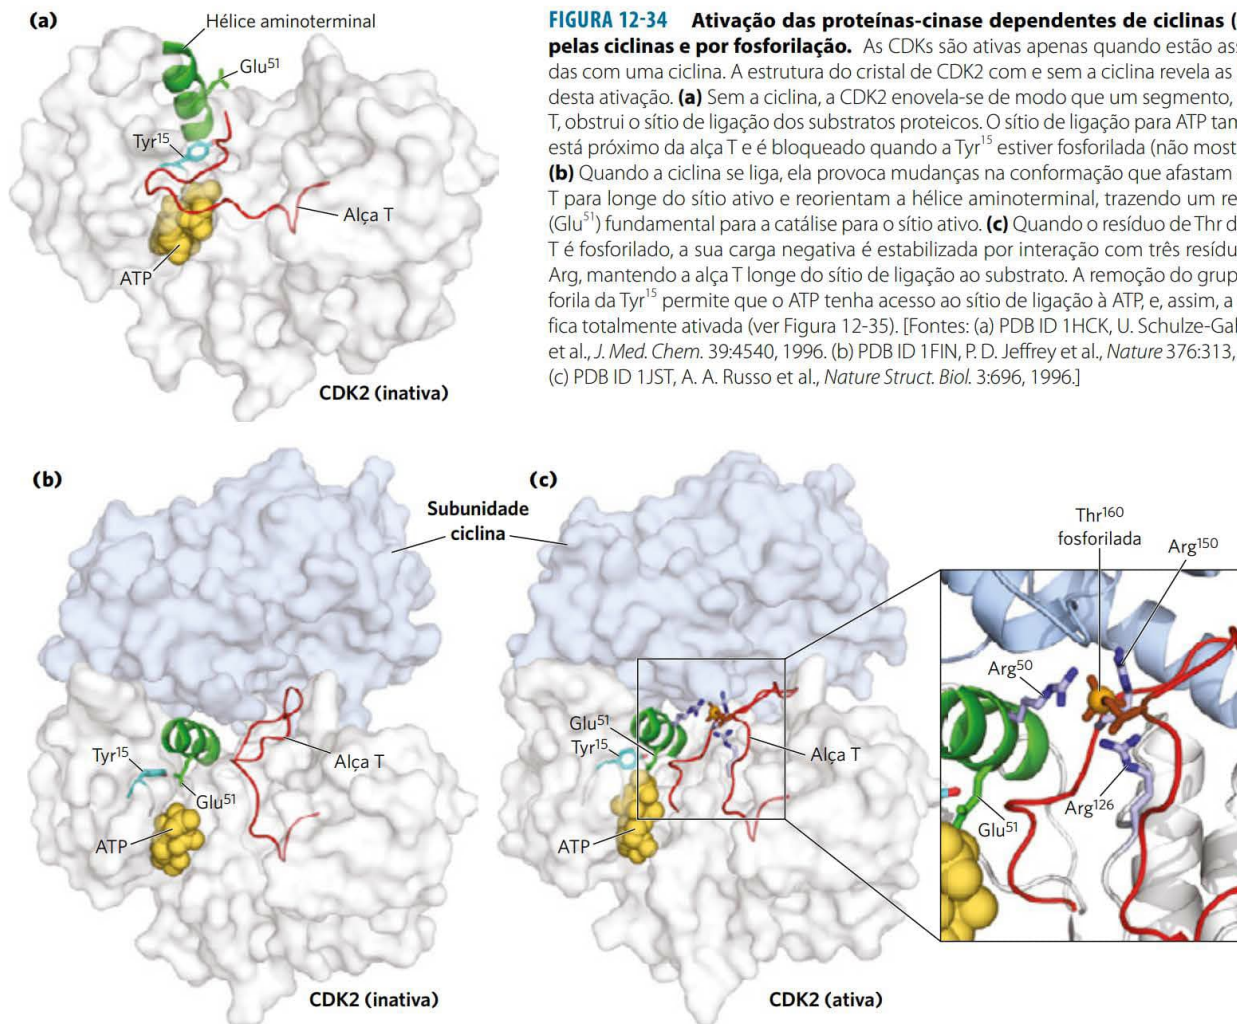 (a)
Hélice aminoterminal
Glu51
Tyr15
Alça T
ATP
CDK2 (inativa)
FIGURA 12-34 Ativação das proteínas-cinase dependentes de ciclinas (
pelas ciclinas e por fosforilação. As CDKs são ativas apenas quando estão ass
das com uma ciclina. A estrutura do cristal de CDK2 com e sem a ciclina revela as
desta ativação. (a) Sem a ciclina, a CDK2 enovela-se de modo que um segmento,
T, obstrui o sítio de ligação dos substratos proteicos. O sítio de ligação para ATP tam
está próximo da alça T e é bloqueado quando a Tyr15 estiver fosforilada (não most
(b) Quando a ciclina se liga, ela provoca mudanças na conformação que afastam
T para longe do sítio ativo e reorientam a hélice aminoterminal, trazendo um re
(Glu51) fundamental para a catálise para o sítio ativo. (c) Quando o resíduo de Thr d
T é fosforilado, a sua carga negativa é estabilizada por interação com três resídu
Arg, mantendo a alça T longe do sítio de ligação ao substrato. A remoção do grup
forila da Tyr15 permite que o ATP tenha acesso ao sítio de ligação à ATP, e, assim, a
fica totalmente ativada (ver Figura 12-35). [Fontes: (a) PDB ID 1HCK, U. Schulze-Gal
et al., J. Med. Chem. 39:4540, 1996. (b) PDB ID 1FIN, P. D. Jeffrey et al., Nature 376:313,
(c) PDB ID 1JST, A. A. Russo et al., Nature Struct. Biol. 3:696, 1996.]
(b)
Subunidade
ciclina
Tyr15
Glu51
Alça T
ATP
CDK2 (inativa)
(c)
Glu51
Tyr15
Alça T
ATP
CDK2 (ativa)
Thr160
fosforilada
Arg150
Arg50
Arg126
Glu51